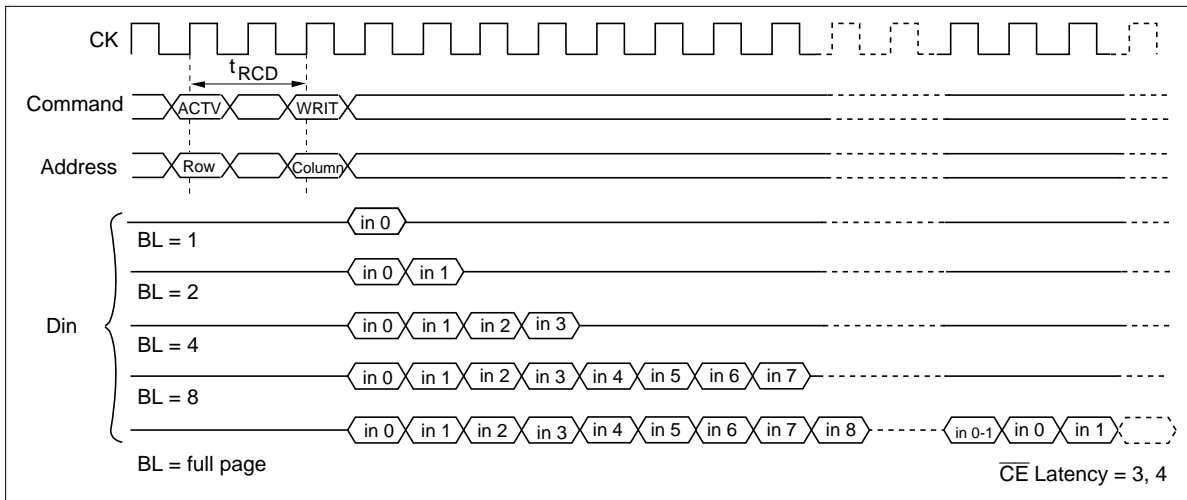 CK
t RCD
Command ACTV WRIT
Address Row Column
Din
in 0
BL = 1
in 0 in 1
BL = 2
in 0 in 1 in 2 in 3
BL = 4
in 0 in 1 in 2 in 3 in 4 in 5 in 6 in 7
BL = 8
in 0 in 1 in 2 in 3 in 4 in 5 in 6 in 7 in 8 in 0-1 in 0 in 1
BL = full page
CE Latency = 3, 4